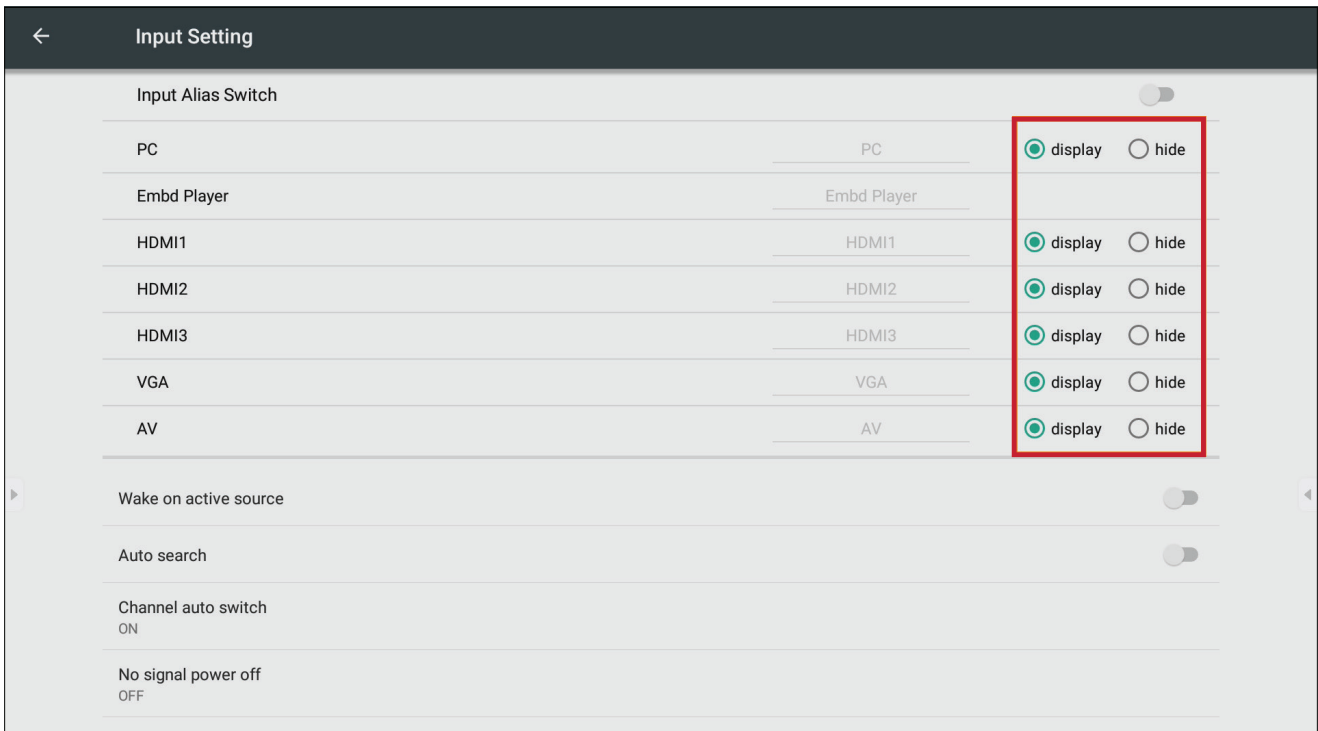 Input Setting
Input Alias Switch
PC PC display hide
Embd Player Embd Player
HDMI1 HDMI1 display hide
HDMI2 HDMI2 display hide
HDMI3 HDMI3 display hide
VGA VGA display hide
AV AV display hide
Wake on active source
Auto search
Channel auto switch
ON
No signal power off
OFF